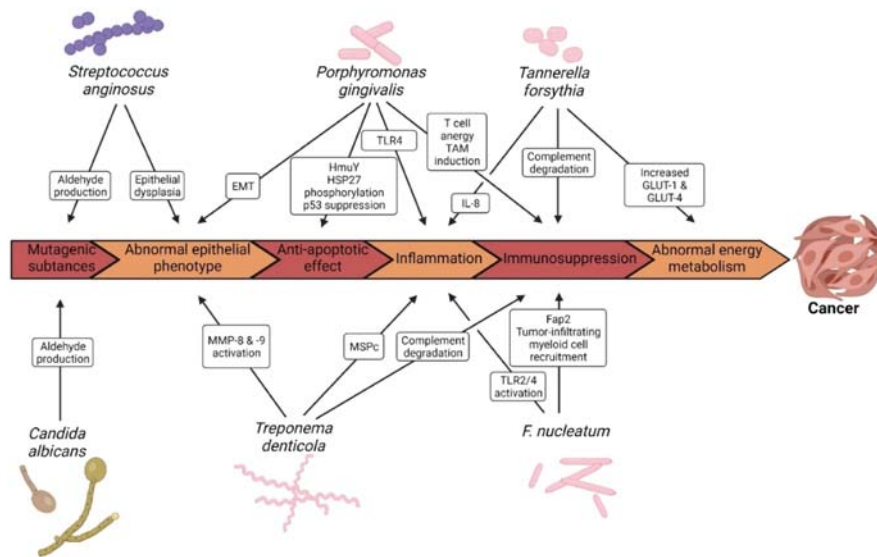 Streptococcus
anginosus
Porphyromonas
gingivalis
Tannerella
forsythia
Aldehyde
production
Epithelial
dysplasia
EMT
HmuY
HSP27
phosphorylation
p53 suppression
TLR4
T cell
anergy
TAM
induction
IL-8
Complement
degradation
Increased
GLUT-1 &
GLUT-4
Mutagenic
subtances
Abnormal epithelial
phenotype
Anti-apoptotic
effect
Inflammation
Immunosuppression
Abnormal energy
metabolism
Cancer
Aldehyde
production
MMP-8 & -9
activation
MSPc
Complement
degradation
Fap2
Tumor-infiltrating
myeloid cell
recruitment
TLR2/4
activation
Candida
albicans
Treponema
denticola
F. nucleatum